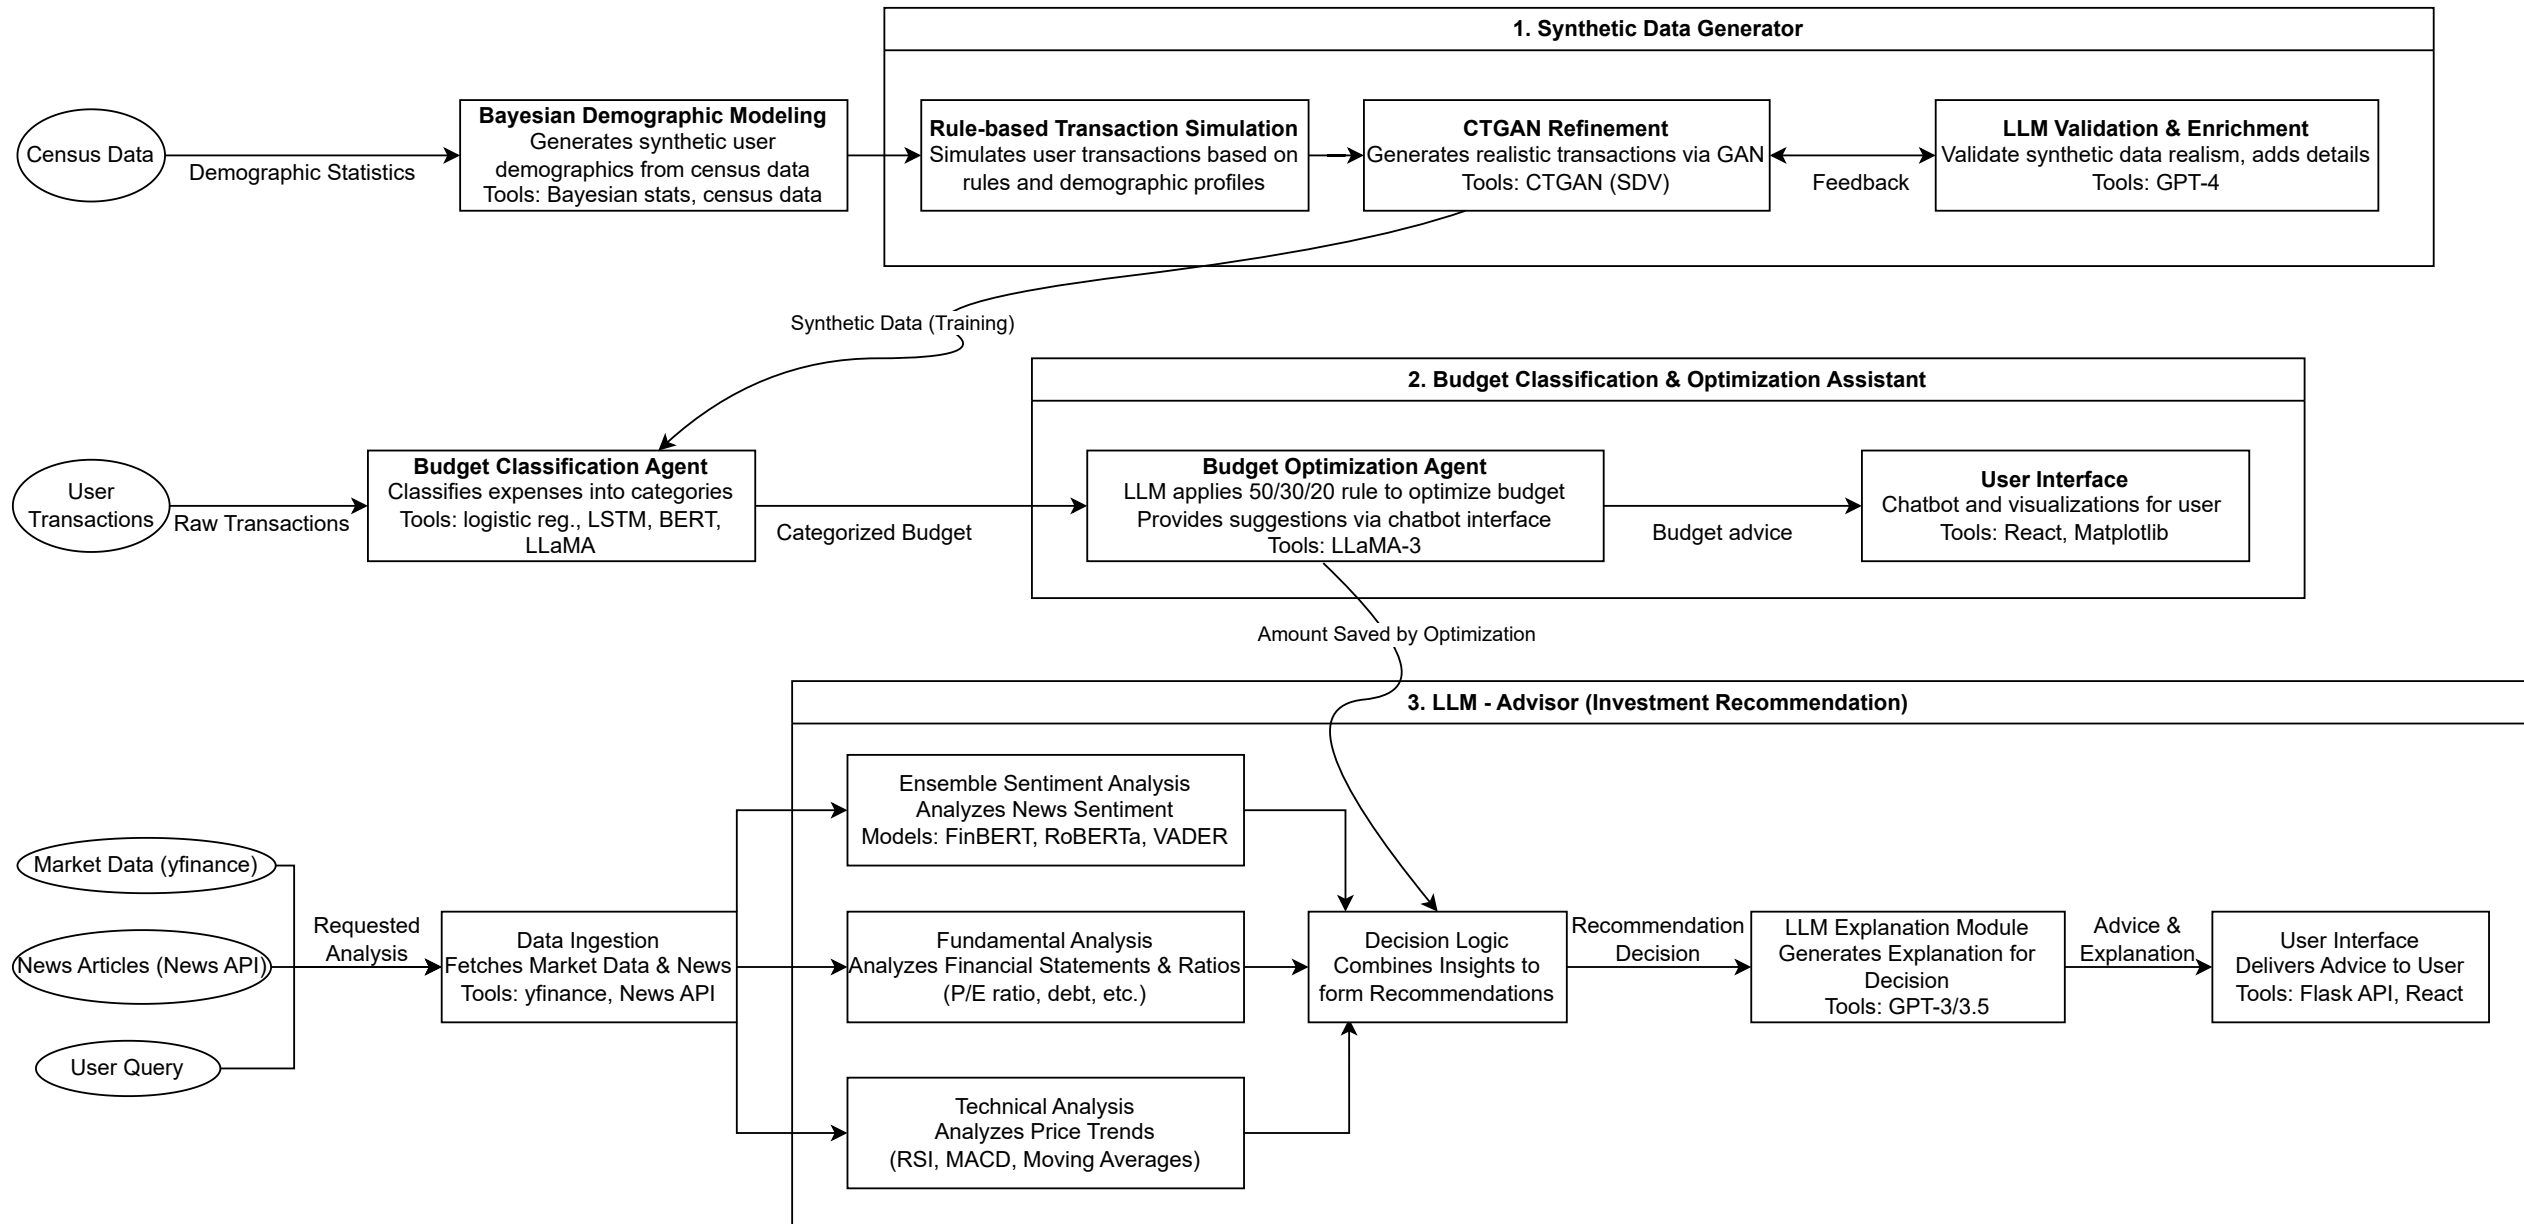 1. Synthetic Data Generator
Census Data
Demographic Statistics
Bayesian Demographic Modeling
Generates synthetic user
demographics from census data
Tools: Bayesian stats, census data
Rule-based Transaction Simulation
Simulates user transactions based on
rules and demographic profiles
CTGAN Refinement
Generates realistic transactions via GAN
Tools: CTGAN (SDV)
Feedback
LLM Validation & Enrichment
Validate synthetic data realism, adds details
Tools: GPT-4
Synthetic Data (Training)
2. Budget Classification & Optimization Assistant
User
Transactions
Raw Transactions
Budget Classification Agent
Classifies expenses into categories
Tools: logistic reg., LSTM, BERT,
LLaMA
Categorized Budget
Budget Optimization Agent
LLM applies 50/30/20 rule to optimize budget
Provides suggestions via chatbot interface
Tools: LLaMA-3
Budget advice
User Interface
Chatbot and visualizations for user
Tools: React, Matplotlib
Amount Saved by Optimization
3. LLM - Advisor (Investment Recommendation)
Market Data (yfinance)
News Articles (News API)
User Query
Requested
Analysis
Data Ingestion
Fetches Market Data & News
Tools: yfinance, News API
Ensemble Sentiment Analysis
Analyzes News Sentiment
Models: FinBERT, RoBERTa, VADER
Fundamental Analysis
Analyzes Financial Statements & Ratios
(P/E ratio, debt, etc.)
Technical Analysis
Analyzes Price Trends
(RSI, MACD, Moving Averages)
Decision Logic
Combines Insights to
form Recommendations
Recommendation
Decision
LLM Explanation Module
Generates Explanation for
Decision
Tools: GPT-3/3.5
Advice &
Explanation
User Interface
Delivers Advice to User
Tools: Flask API, React